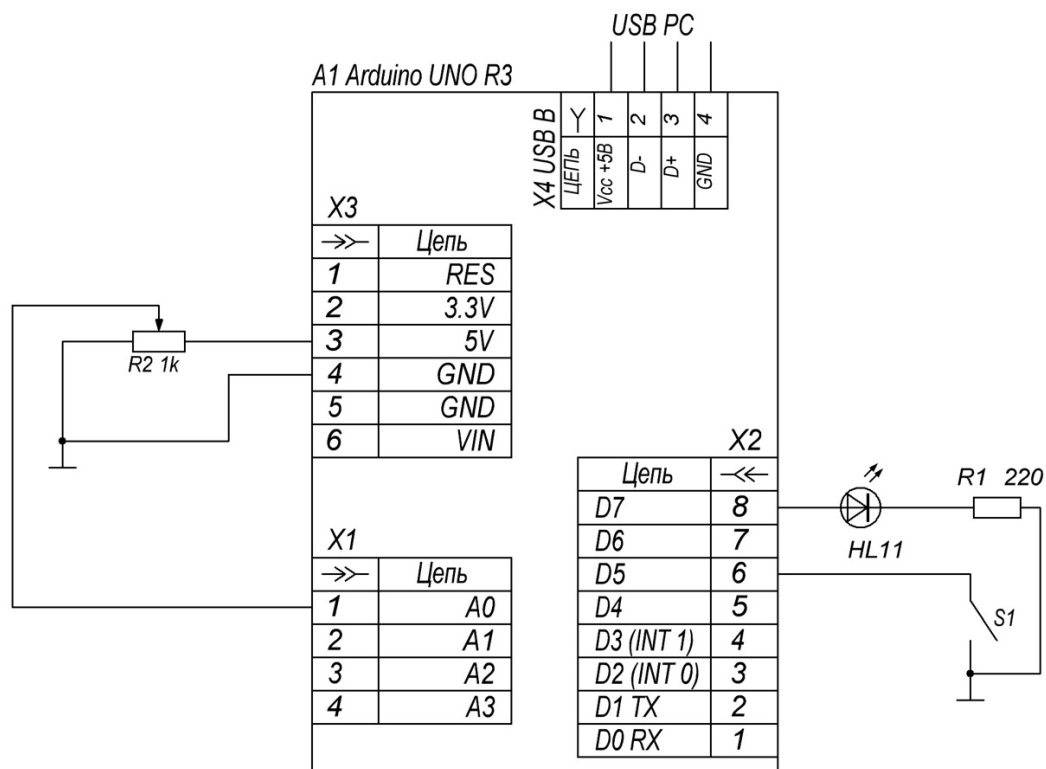 USB PC
A1 Arduino UNO R3
X4 USB B
ЦЕПЬ
1 Vcc +5В
2 D-
3 D+
4 GND
X3
Цепь
1 RES
2 3.3V
3 5V
4 GND
5 GND
6 VIN
R2 1k
X1
Цепь
1 A0
2 A1
3 A2
4 A3
X2
Цепь
D7 8
D6 7
D5 6
D4 5
D3 (INT 1) 4
D2 (INT 0) 3
D1 TX 2
D0 RX 1
HL11
R1 220
S1